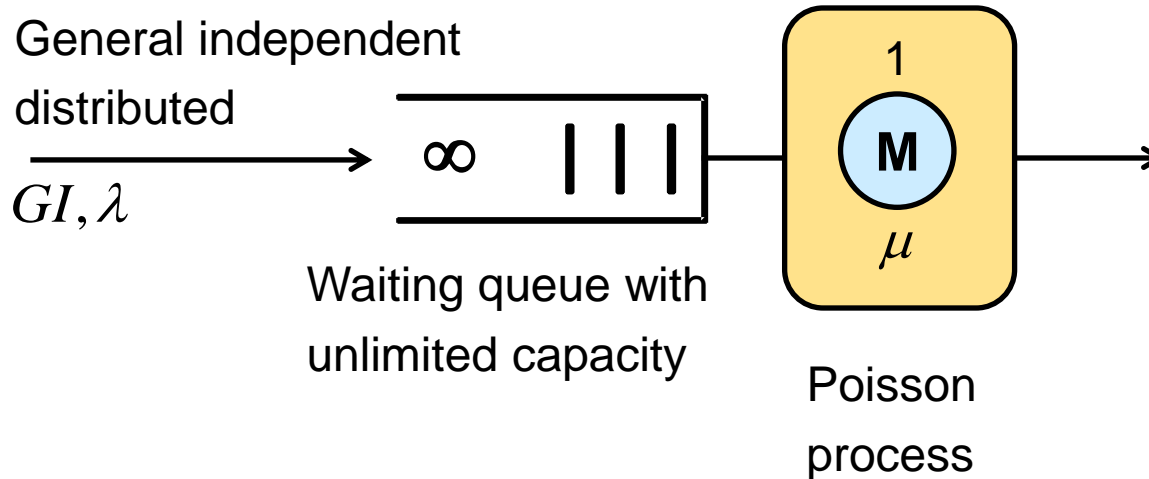 General independent
distributed
GI, λ
∞
Waiting queue with
unlimited capacity
1
M
μ
Poisson
process